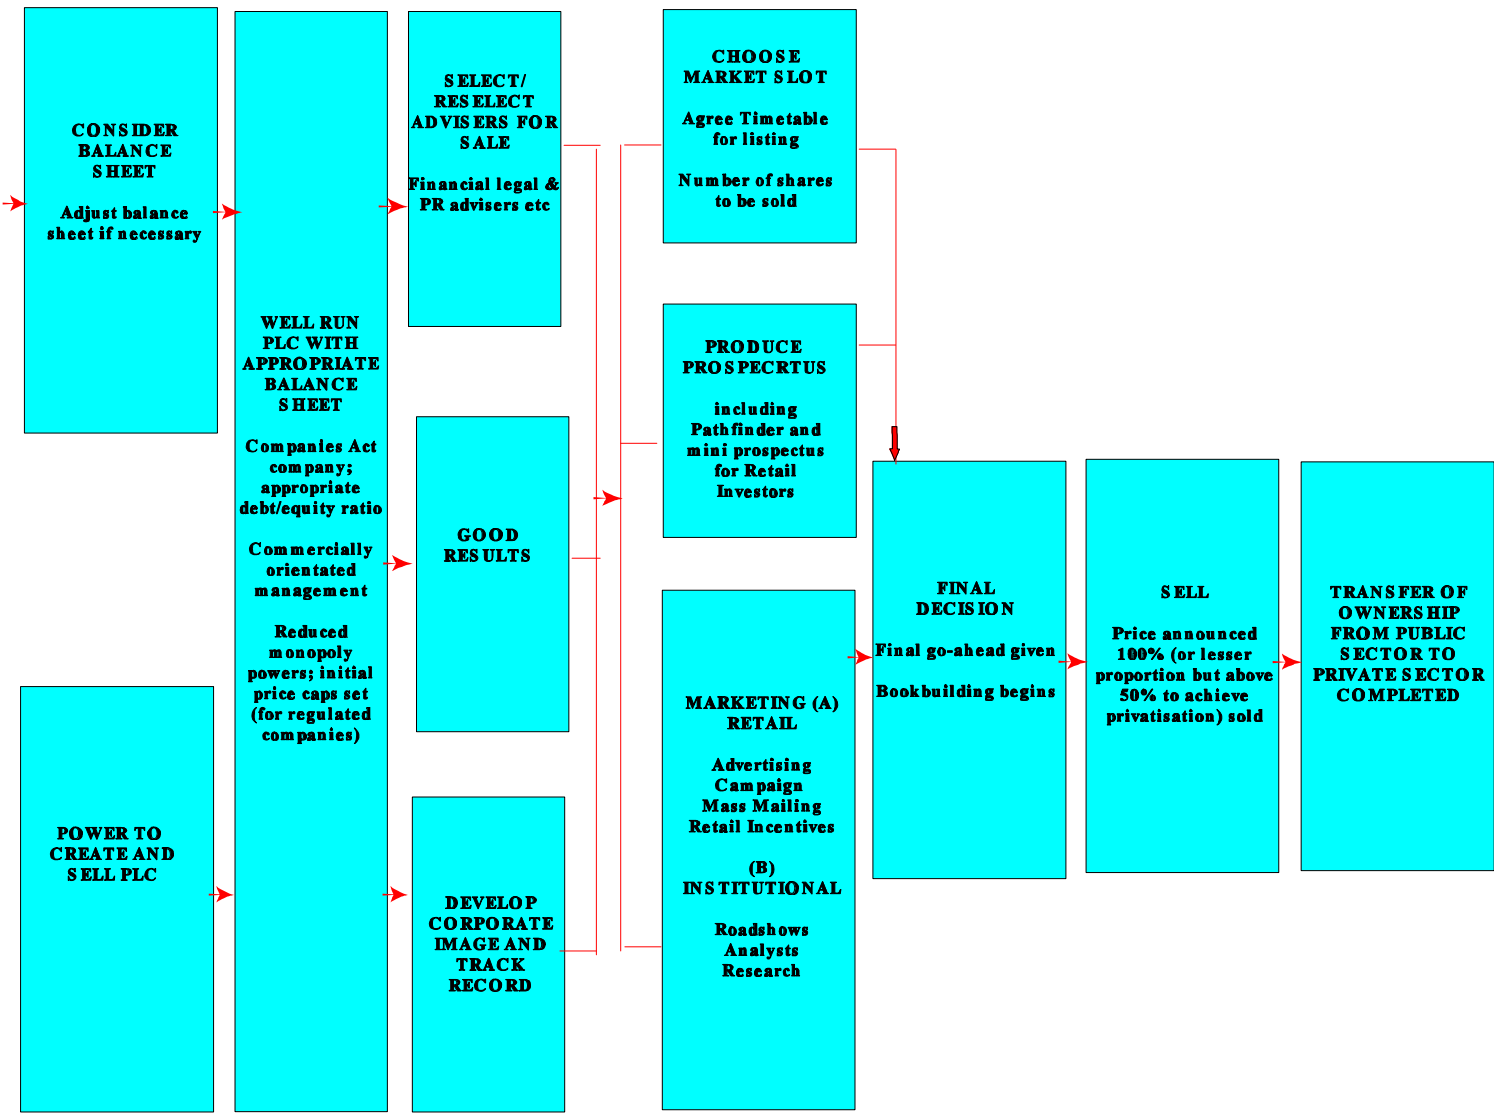 CONSIDER
BALANCE
SHEET
Adjust balance
sheet if necessary
POWER TO
CREATE AND
SELL PLC
WELL RUN
PLC WITH
APPROPRIATE
BALANCE
SHEET
Companies Act
company;
appropriate
debt/equity ratio
Commercially
orientated
management
Reduced
monopoly
powers; initial
price caps set
(for regulated
companies)
SELECT/
RESELECT
ADVISERS FOR
SALE
Financial legal &
PR advisers etc
GOOD
RESULTS
DEVELOP
CORPORATE
IMAGE AND
TRACK
RECORD
CHOOSE
MARKET SLOT
Agree Timetable
for listing
Number of shares
to be sold
PRODUCE
PROSPECRTUS
including
Pathfinder and
mini prospectus
for Retail
Investors
MARKETING (A)
RETAIL
Advertising
Campaign
Mass Mailing
Retail Incentives
(B)
INSTITUTIONAL
Roadshows
Analysts
Research
FINAL
DECISION
Final go-ahead given
Bookbuilding begins
SELL
Price announced
100% (or lesser
proportion but above
50% to achieve
privatisation) sold
TRANSFER OF
OWNERSHIP
FROM PUBLIC
SECTOR TO
PRIVATE SECTOR
COMPLETED